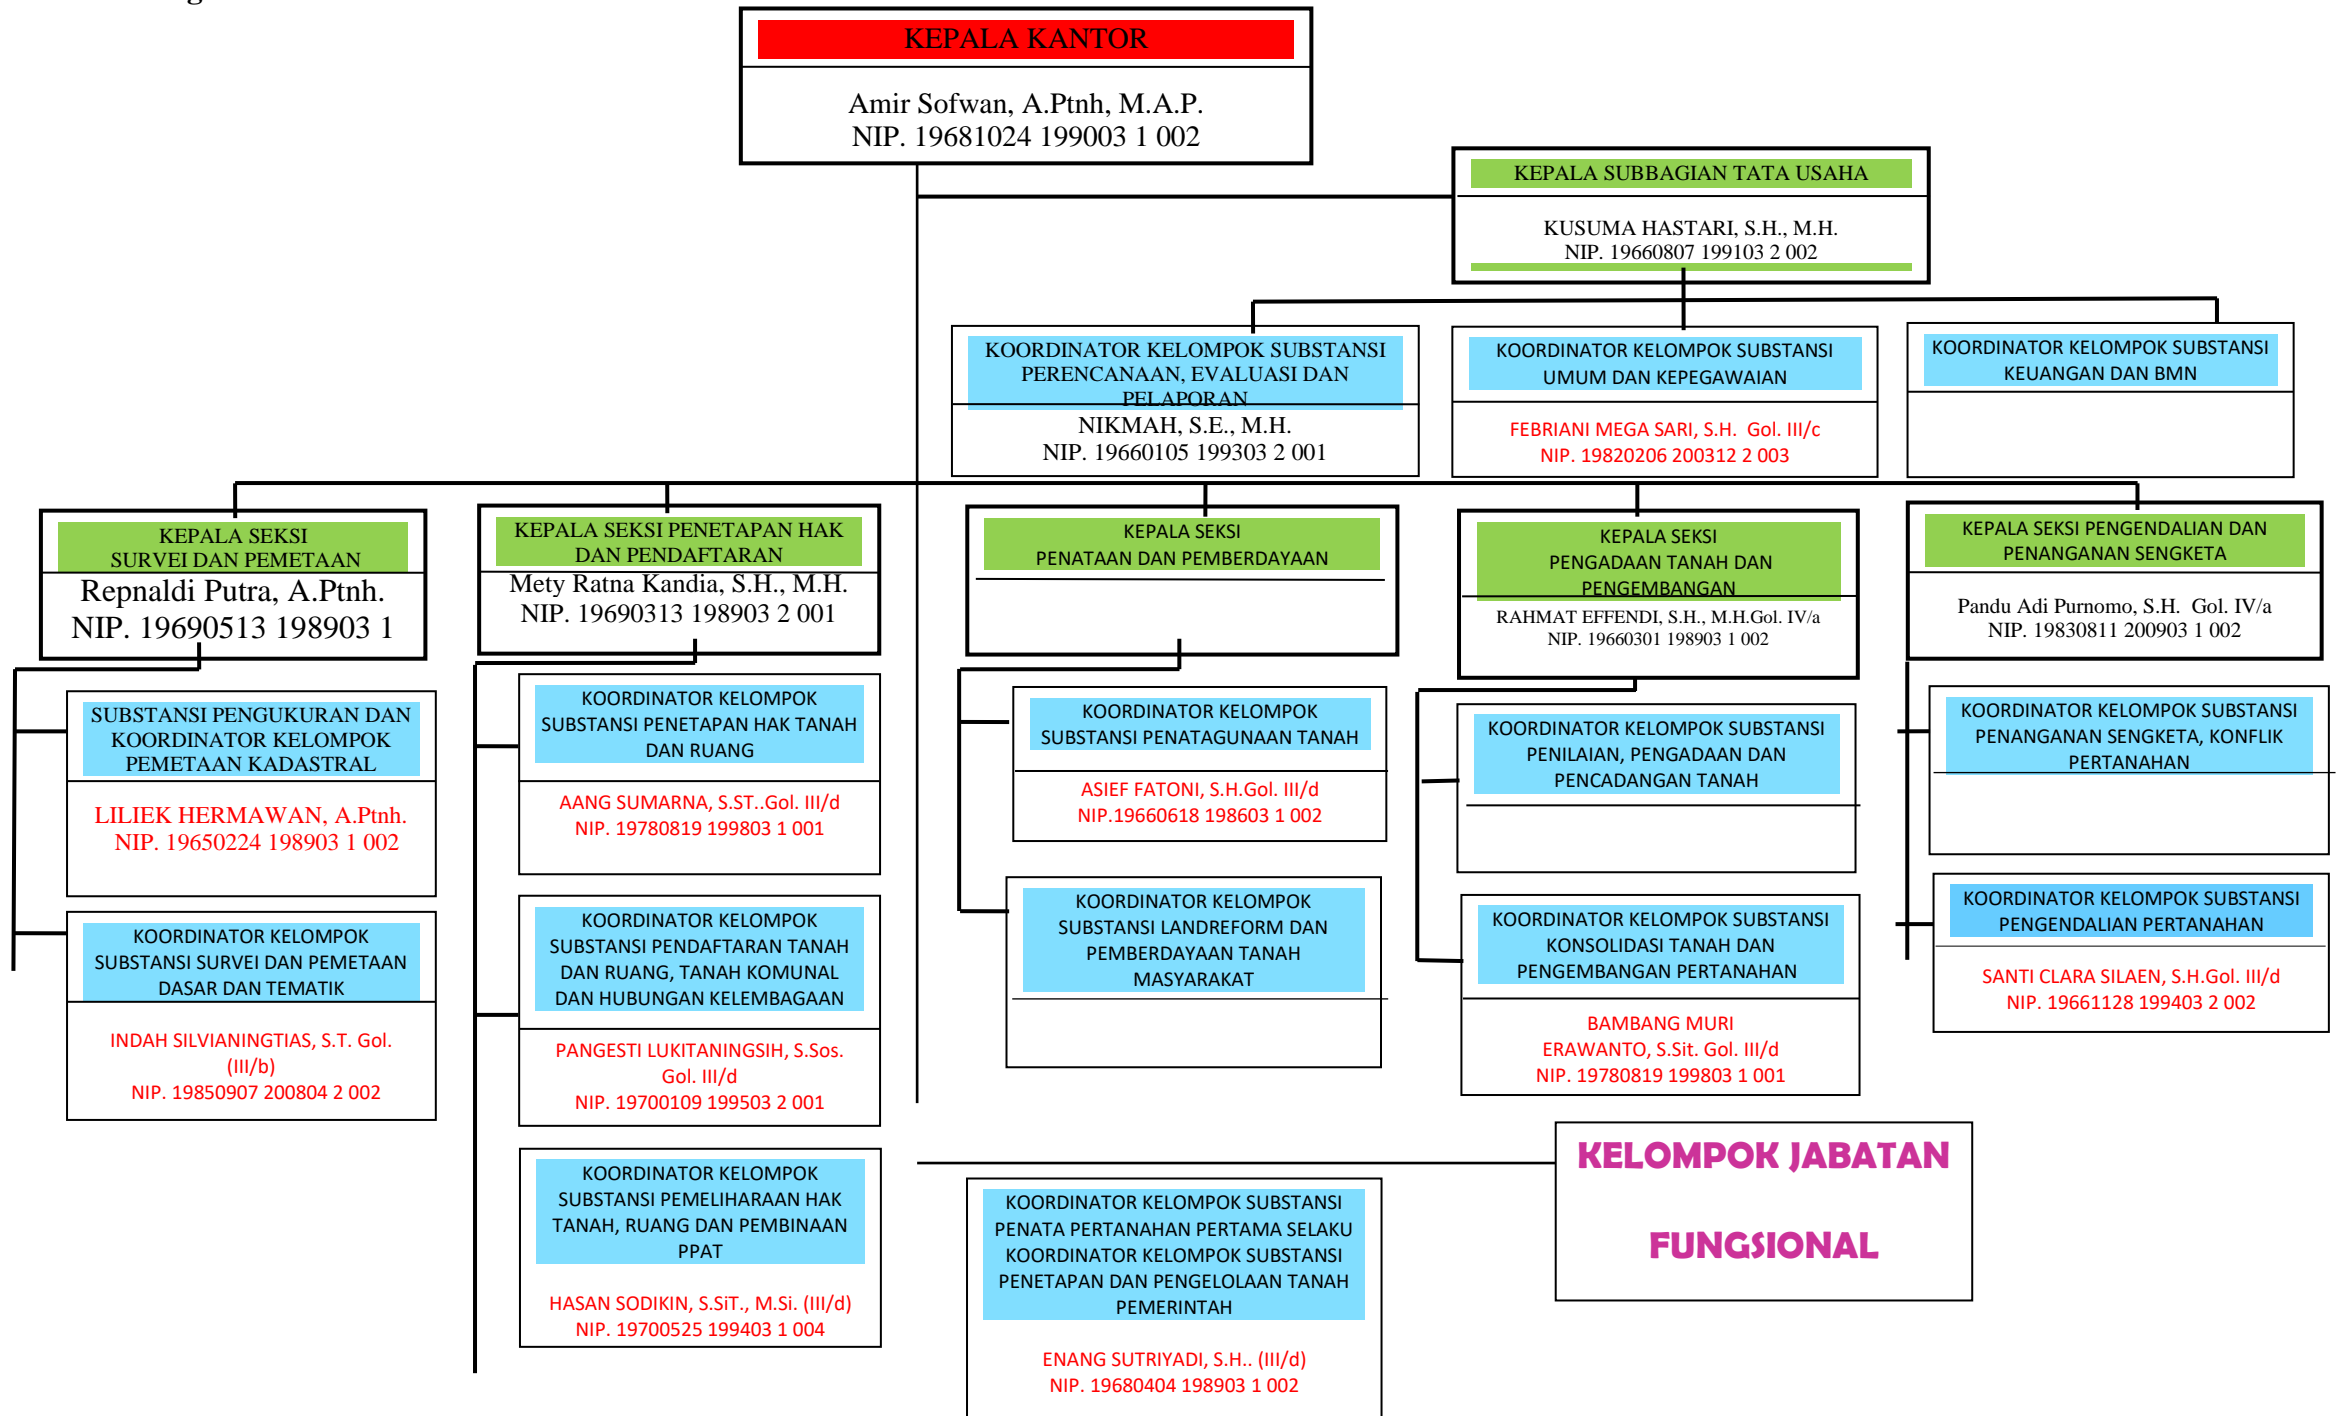 KEPALA KANTOR
Amir Sofwan, A.Ptnh, M.A.P.
NIP. 19681024 199003 1 002
KEPALA SUBBAGIAN TATA USAHA
KUSUMA HASTARI, S.H., M.H.
NIP. 19660807 199103 2 002
KOORDINATOR KELOMPOK SUBSTANSI
PERENCANAAN, EVALUASI DAN
PELAPORAN
NIKMAH, S.E., M.H.
NIP. 19660105 199303 2 001
KOORDINATOR KELOMPOK SUBSTANSI
UMUM DAN KEPEGAWAIAN
FEBRIANI MEGA SARI, S.H.  Gol. III/c
NIP. 19820206 200312 2 003
KOORDINATOR KELOMPOK SUBSTANSI
KEUANGAN DAN BMN
KEPALA SEKSI
SURVEI DAN PEMETAAN
Repnaldi Putra, A.Ptnh.
NIP. 19690513 198903 1
KEPALA SEKSI PENETAPAN HAK
DAN PENDAFTARAN
Mety Ratna Kandia, S.H., M.H.
NIP. 19690313 198903 2 001
KEPALA SEKSI
PENATAAN DAN PEMBERDAYAAN
KEPALA SEKSI
PENGADAAN TANAH DAN
PENGEMBANGAN
RAHMAT EFFENDI, S.H., M.H.Gol. IV/a
NIP. 19660301 198903 1 002
KEPALA SEKSI PENGENDALIAN DAN
PENANGANAN SENGKETA
Pandu Adi Purnomo, S.H.  Gol. IV/a
NIP. 19830811 200903 1 002
SUBSTANSI PENGUKURAN DAN
KOORDINATOR KELOMPOK
PEMETAAN KADASTRAL
LILIEK HERMAWAN, A.Ptnh.
NIP. 19650224 198903 1 002
KOORDINATOR KELOMPOK
SUBSTANSI SURVEI DAN PEMETAAN
DASAR DAN TEMATIK
INDAH SILVIANINGTIAS, S.T. Gol.
(III/b)
NIP. 19850907 200804 2 002
KOORDINATOR KELOMPOK
SUBSTANSI PENETAPAN HAK TANAH
DAN RUANG
AANG SUMARNA, S.ST..Gol. III/d
NIP. 19780819 199803 1 001
KOORDINATOR KELOMPOK
SUBSTANSI PENDAFTARAN TANAH
DAN RUANG, TANAH KOMUNAL
DAN HUBUNGAN KELEMBAGAAN
PANGESTI LUKITANINGSIH, S.Sos.
Gol. III/d
NIP. 19700109 199503 2 001
KOORDINATOR KELOMPOK
SUBSTANSI PEMELIHARAAN HAK
TANAH, RUANG DAN PEMBINAAN
PPAT
HASAN SODIKIN, S.SiT., M.Si. (III/d)
NIP. 19700525 199403 1 004
KOORDINATOR KELOMPOK
SUBSTANSI PENATAGUNAAN TANAH
ASIEF FATONI, S.H.Gol. III/d
NIP.19660618 198603 1 002
KOORDINATOR KELOMPOK
SUBSTANSI LANDREFORM DAN
PEMBERDAYAAN TANAH
MASYARAKAT
KOORDINATOR KELOMPOK SUBSTANSI
PENILAIAN, PENGADAAN DAN
PENCADANGAN TANAH
KOORDINATOR KELOMPOK SUBSTANSI
KONSOLIDASI TANAH DAN
PENGEMBANGAN PERTANAHAN
BAMBANG MURI
ERAWANTO, S.Sit. Gol. III/d
NIP. 19780819 199803 1 001
KOORDINATOR KELOMPOK SUBSTANSI
PENANGANAN SENGKETA, KONFLIK
PERTANAHAN
KOORDINATOR KELOMPOK SUBSTANSI
PENGENDALIAN PERTANAHAN
SANTI CLARA SILAEN, S.H.Gol. III/d
NIP. 19661128 199403 2 002
KOORDINATOR KELOMPOK SUBSTANSI
PENATA PERTANAHAN PERTAMA SELAKU
KOORDINATOR KELOMPOK SUBSTANSI
PENETAPAN DAN PENGELOLAAN TANAH
PEMERINTAH
ENANG SUTRIYADI, S.H.. (III/d)
NIP. 19680404 198903 1 002
KELOMPOK JABATAN
FUNGSIONAL